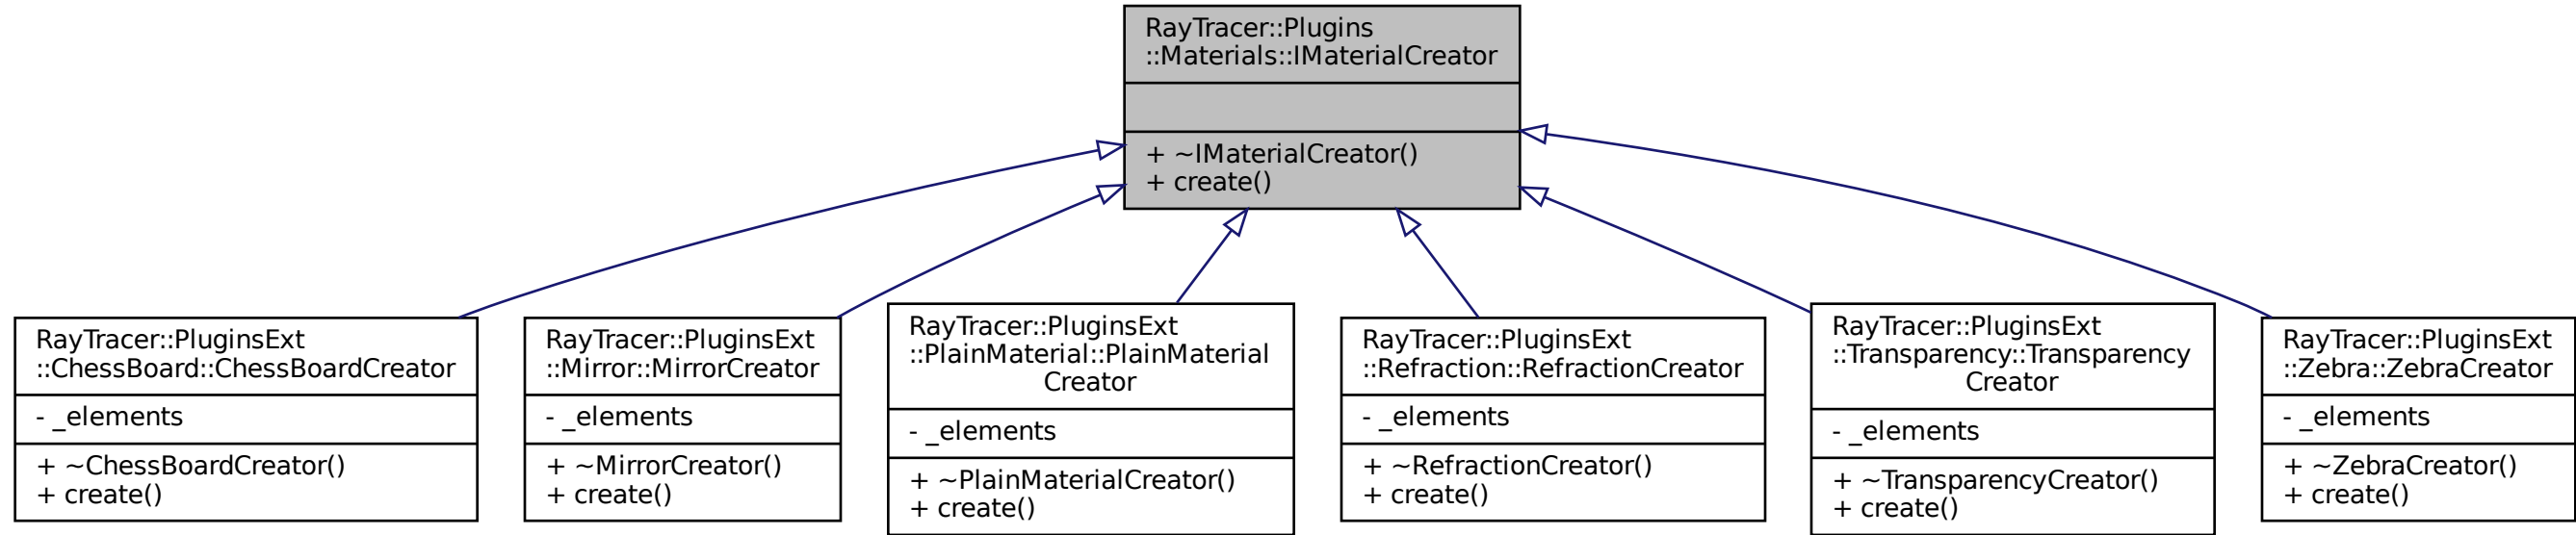 RayTracer::Plugins
::Materials::IMaterialCreator
+ ~IMaterialCreator()
+ create()
RayTracer::PluginsExt
::ChessBoard::ChessBoardCreator
- _elements
+ ~ChessBoardCreator()
+ create()
RayTracer::PluginsExt
::Mirror::MirrorCreator
- _elements
+ ~MirrorCreator()
+ create()
RayTracer::PluginsExt
::PlainMaterial::PlainMaterial
Creator
- _elements
+ ~PlainMaterialCreator()
+ create()
RayTracer::PluginsExt
::Refraction::RefractionCreator
- _elements
+ ~RefractionCreator()
+ create()
RayTracer::PluginsExt
::Transparency::Transparency
Creator
- _elements
+ ~TransparencyCreator()
+ create()
RayTracer::PluginsExt
::Zebra::ZebraCreator
- _elements
+ ~ZebraCreator()
+ create()